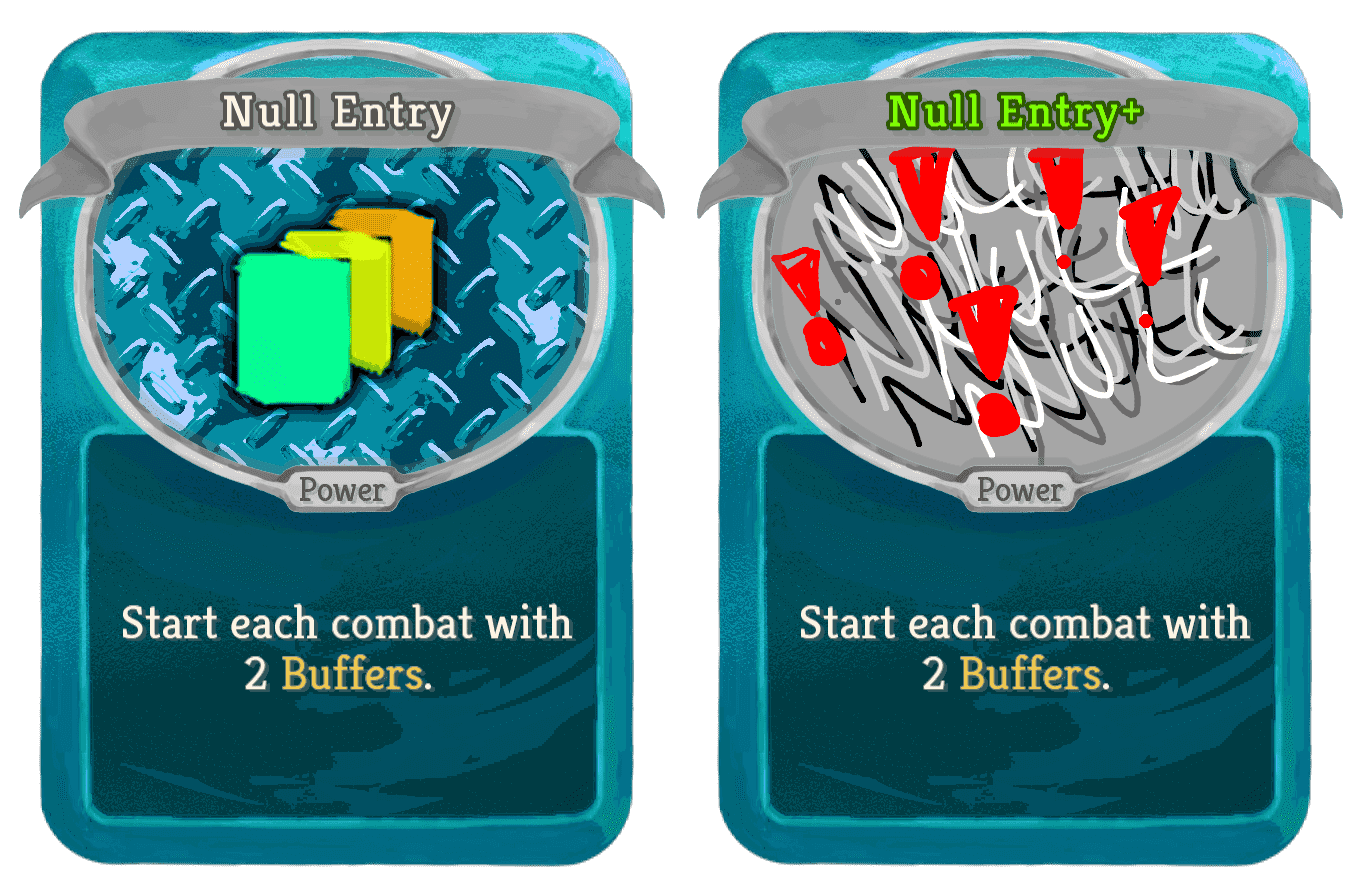 Null Entry
Power
Start each combat with
2 Buffers.
Null Entry+
Power
Start each combat with
2 Buffers.